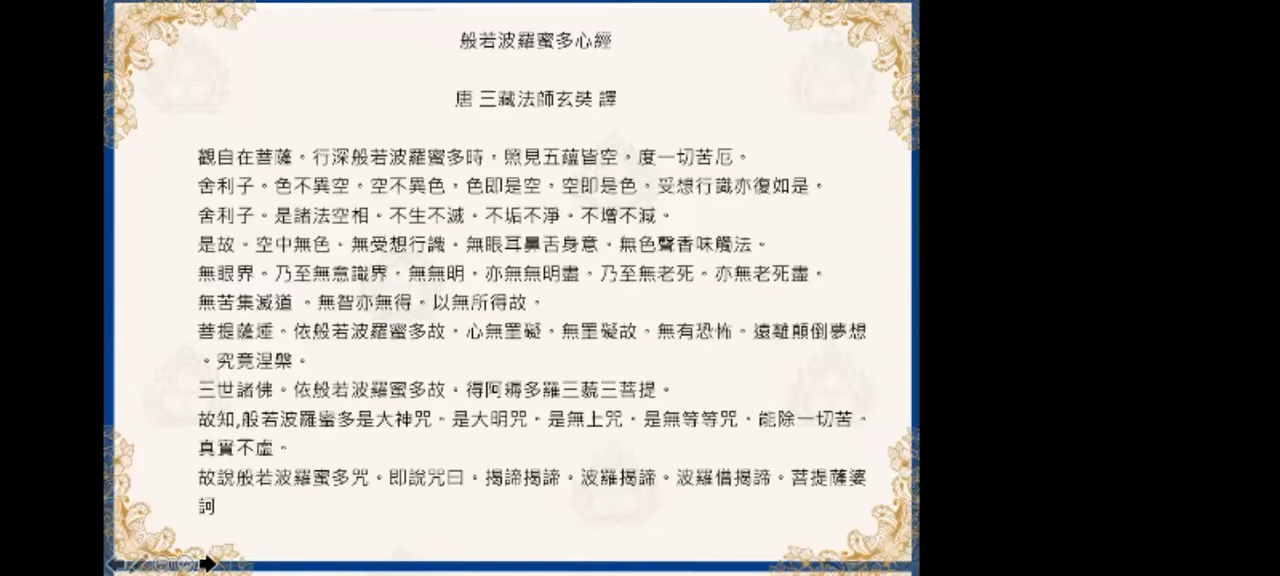 般若波羅蜜多心經
唐 三藏法師玄奘 譯
觀自在菩薩。行深般若波羅蜜多時。照見五蘊皆空。度一切苦厄。
舍利子。色不異空。空不異色。色即是空。空即是色。受想行識亦復如是。
舍利子。是諸法空相。不生不滅。不垢不淨。不增不減。
是故。空中無色。無受想行識。無眼耳鼻舌身意。無色聲香味觸法。
無眼界。乃至無意識界。無無明。亦無無明盡。乃至無老死。亦無老死盡。
無苦集滅道 。無智亦無得。以無所得故。
菩提薩埵。依般若波羅蜜多故。心無罣礙。無罣礙故。無有恐怖。遠離顛倒夢想
。究竟涅槃。
三世諸佛。依般若波羅蜜多故。得阿耨多羅三藐三菩提。
故知,般若波羅蜜多是大神咒。是大明咒。是無上咒。是無等等咒。能除一切苦。
真實不虛。
故說般若波羅蜜多咒。即說咒曰。揭諦揭諦。波羅揭諦。波羅僧揭諦。菩提薩婆
訶